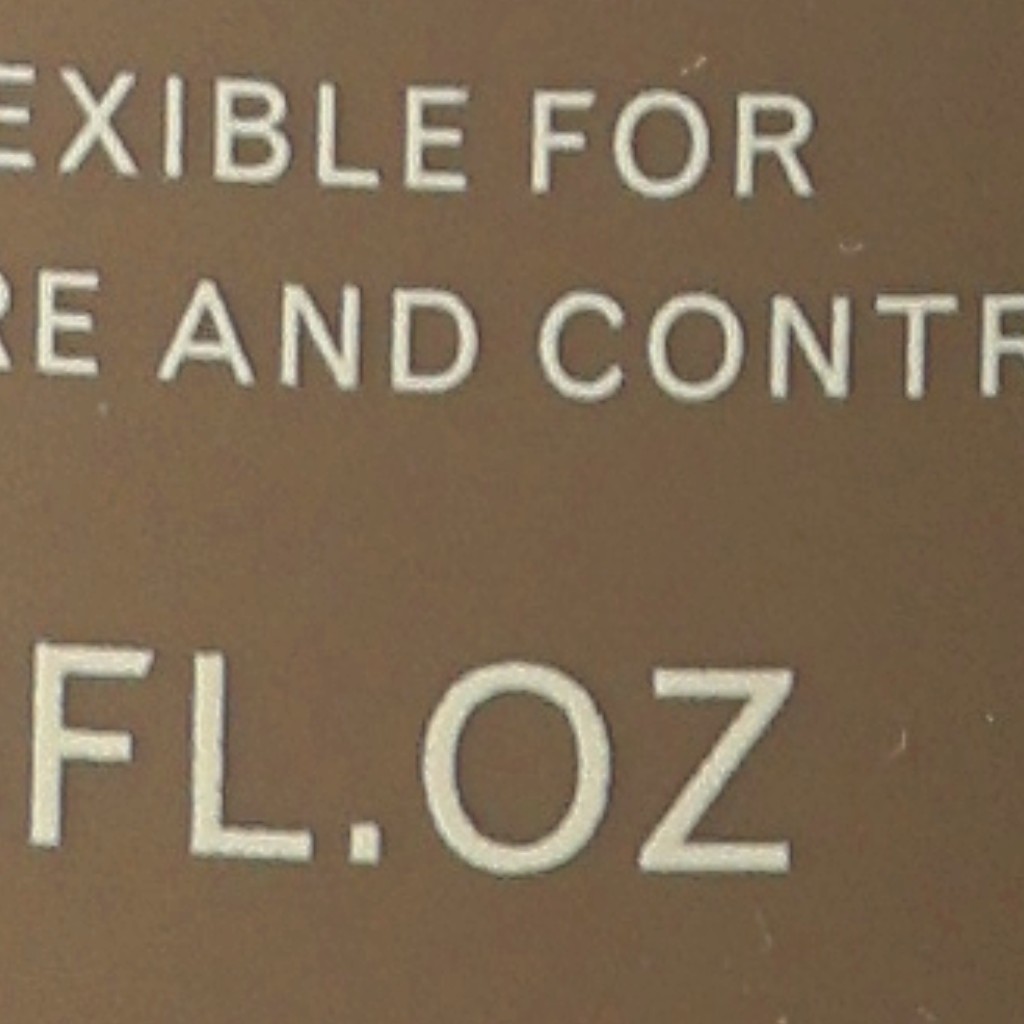 EXIBLE FOR
RE AND CONTR
FL.OZ